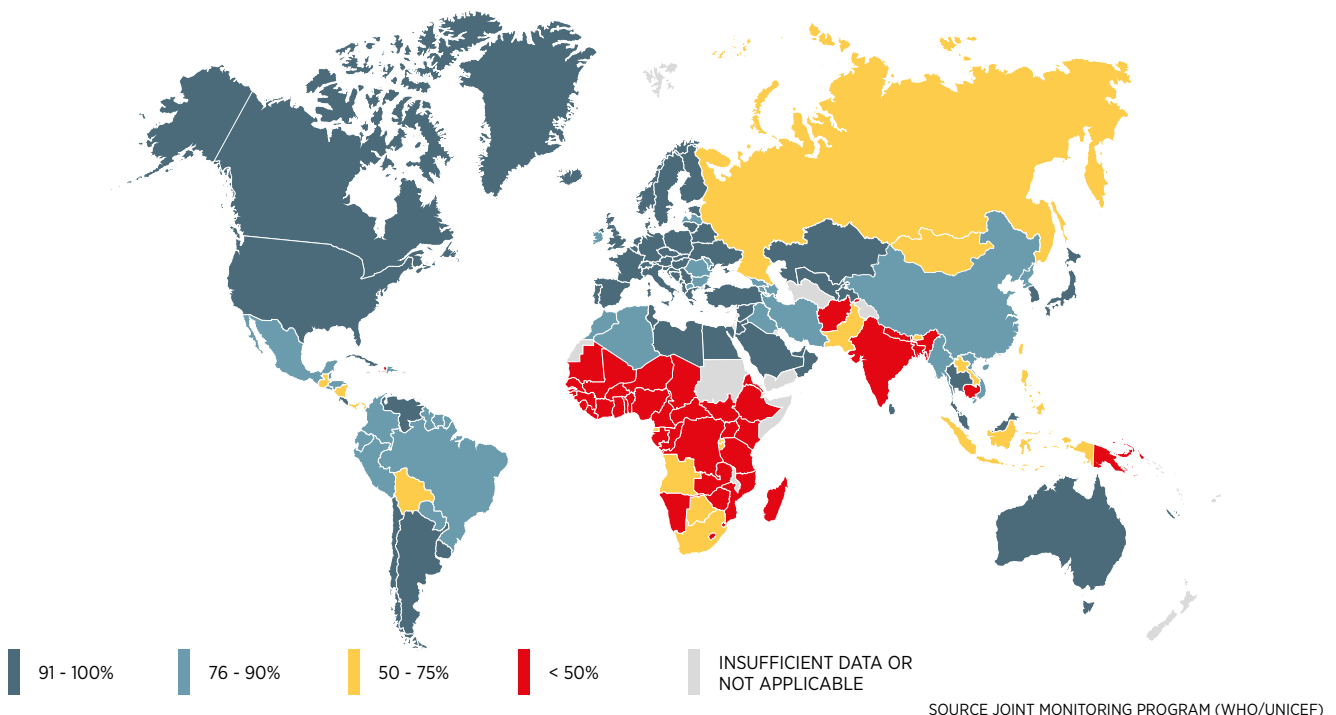 91 - 100%
76 - 90%
50 - 75%
< 50%
INSUFFICIENT DATA OR
NOT APPLICABLE
SOURCE JOINT MONITORING PROGRAM (WHO/UNICEF)